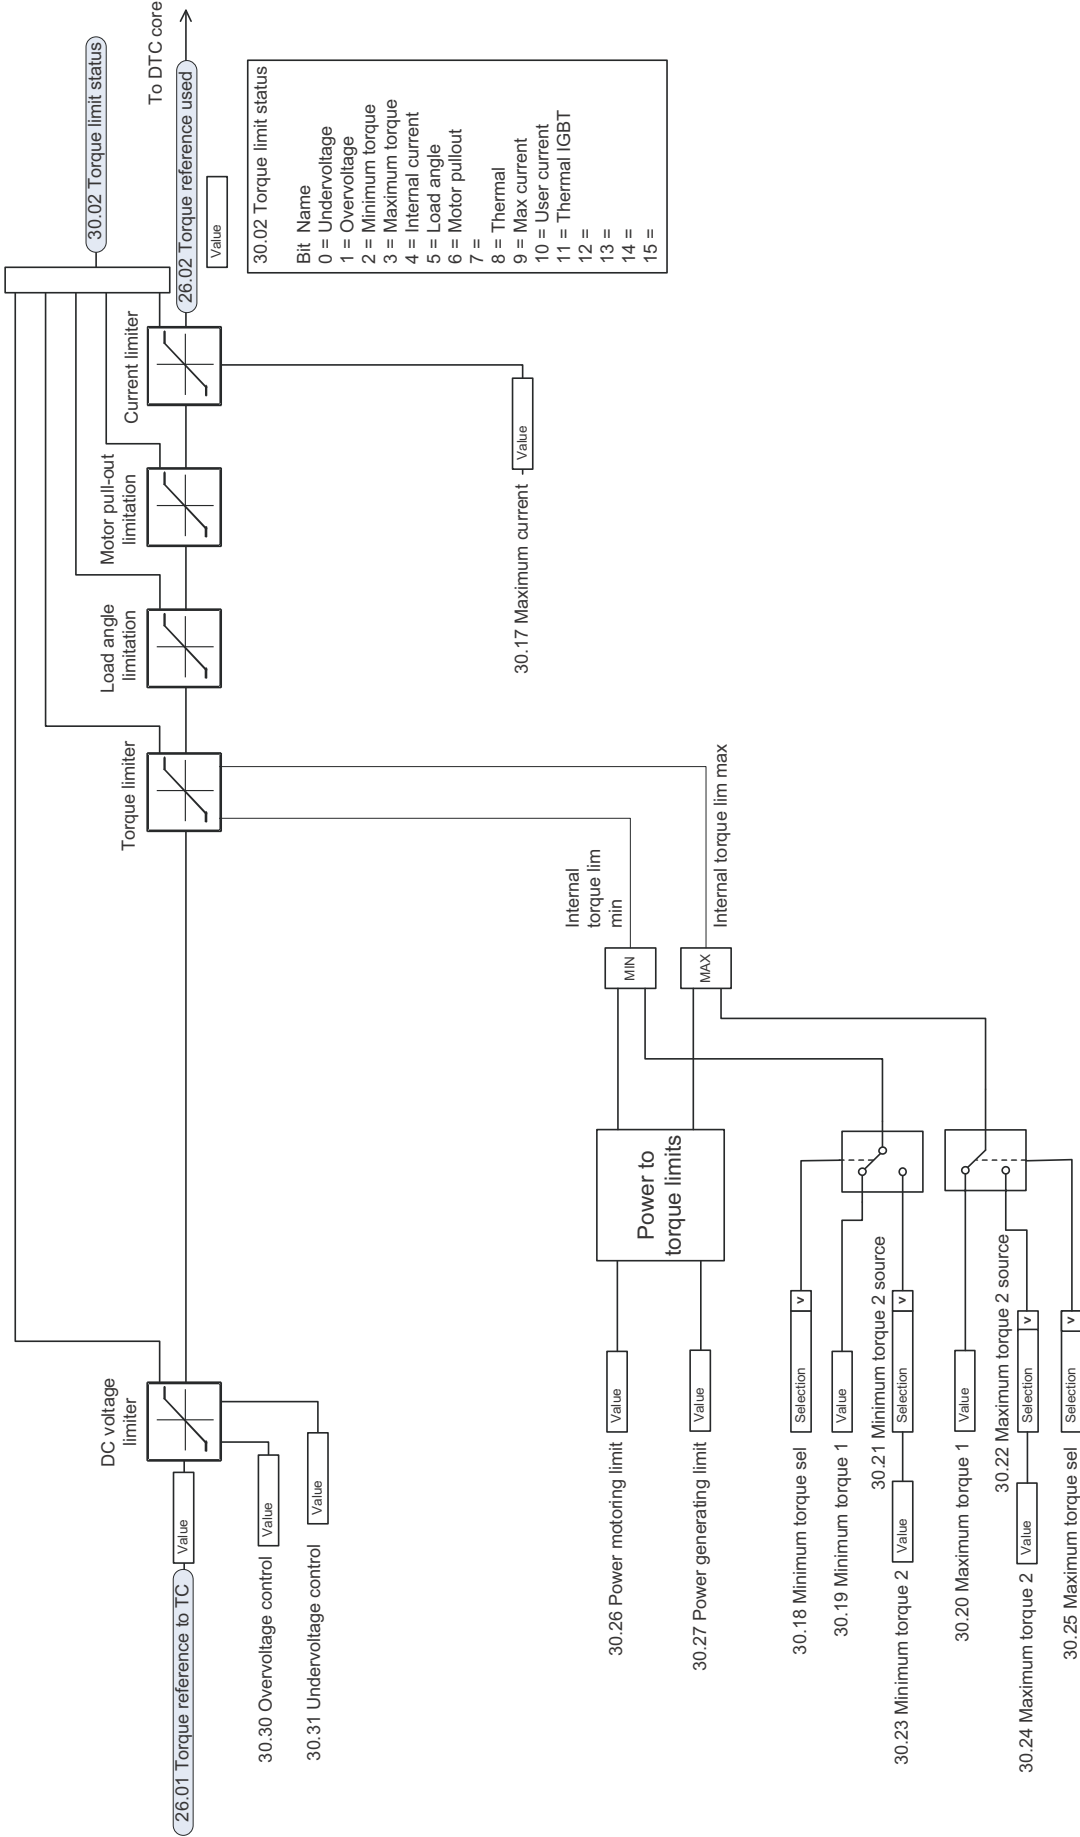 30.02 Torque limit status
To DTC core
26.01 Torque reference to TC
Value
DC voltage
limiter
Torque limiter
Load angle
limitation
Motor pull-out
limitation
Current limiter
26.02 Torque reference used
Value
30.30 Overvoltage control
Value
30.31 Undervoltage control
Value
30.02 Torque limit status
Bit Name
0 = Undervoltage
1 = Overvoltage
2 = Minimum torque
3 = Maximum torque
4 = Internal current
5 = Load angle
6 = Motor pullout
7 =
8 = Thermal
9 = Max current
10 = User current
11 = Thermal IGBT
12 =
13 =
14 =
15 =
30.17 Maximum current
Value
30.26 Power motoring limit
Value
30.27 Power generating limit
Value
Power to
torque limits
MIN
MAX
Internal
torque lim
min
Internal torque lim max
30.18 Minimum torque sel
Selection
v
30.19 Minimum torque 1
Value
30.21 Minimum torque 2 source
30.23 Minimum torque 2
Value
Selection
v
30.20 Maximum torque 1
Value
30.22 Maximum torque 2 source
30.24 Maximum torque 2
Value
Selection
v
30.25 Maximum torque sel
Selection
v